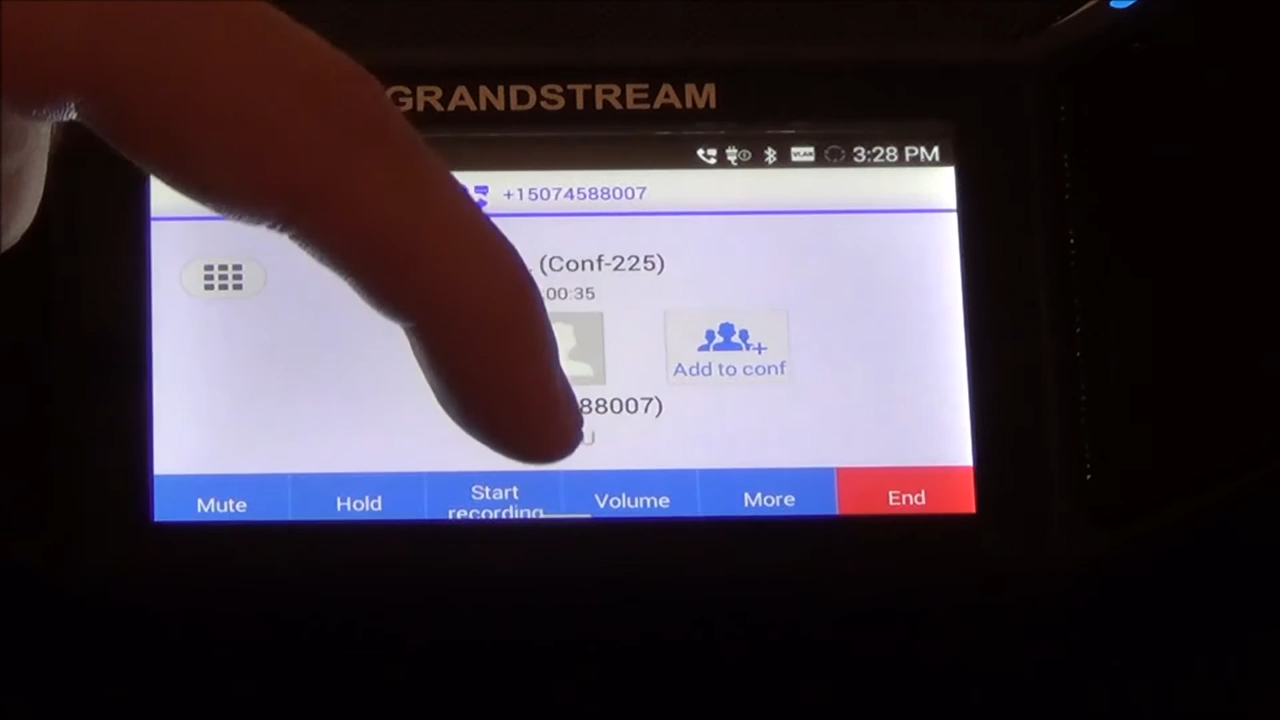 GRANDSTREAM
VLAN 3:28 PM
+15074588007
(Conf-225)
00:35
Add to conf
88007)
Mute Hold Start recording Volume More End